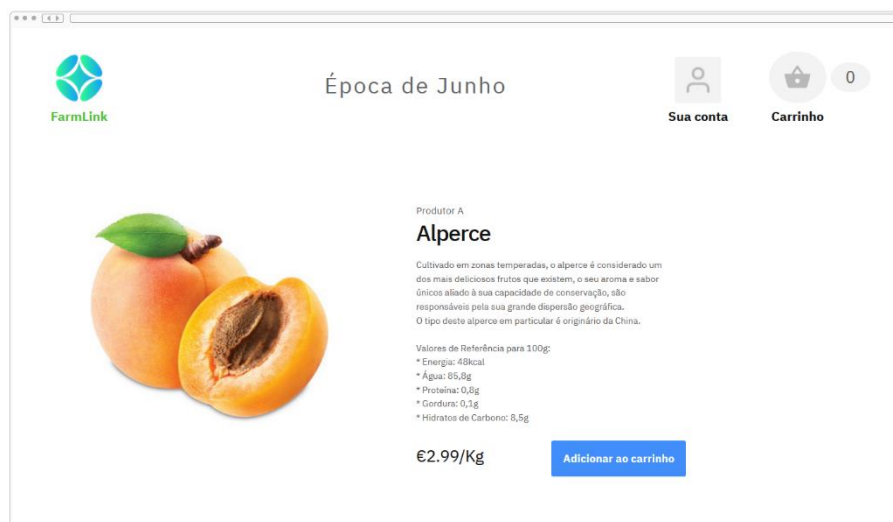 FarmLink
Época de Junho
Sua conta
Carrinho
0
Produtor A
Alperce
Cultivado em zonas temperadas, o alperce é considerado um
dos mais deliciosos frutos que existem, o seu aroma e sabor
únicos aliado à sua capacidade de conservação, são
responsáveis pela sua grande dispersão geográfica.
O tipo deste alperce em particular é originário da China.
Valores de Referência para 100g:
* Energia: 48kcal
* Água: 85,8g
* Proteína: 0,8g
* Gordura: 0,1g
* Hidratos de Carbono: 8,5g
€2.99/Kg
Adicionar ao carrinho